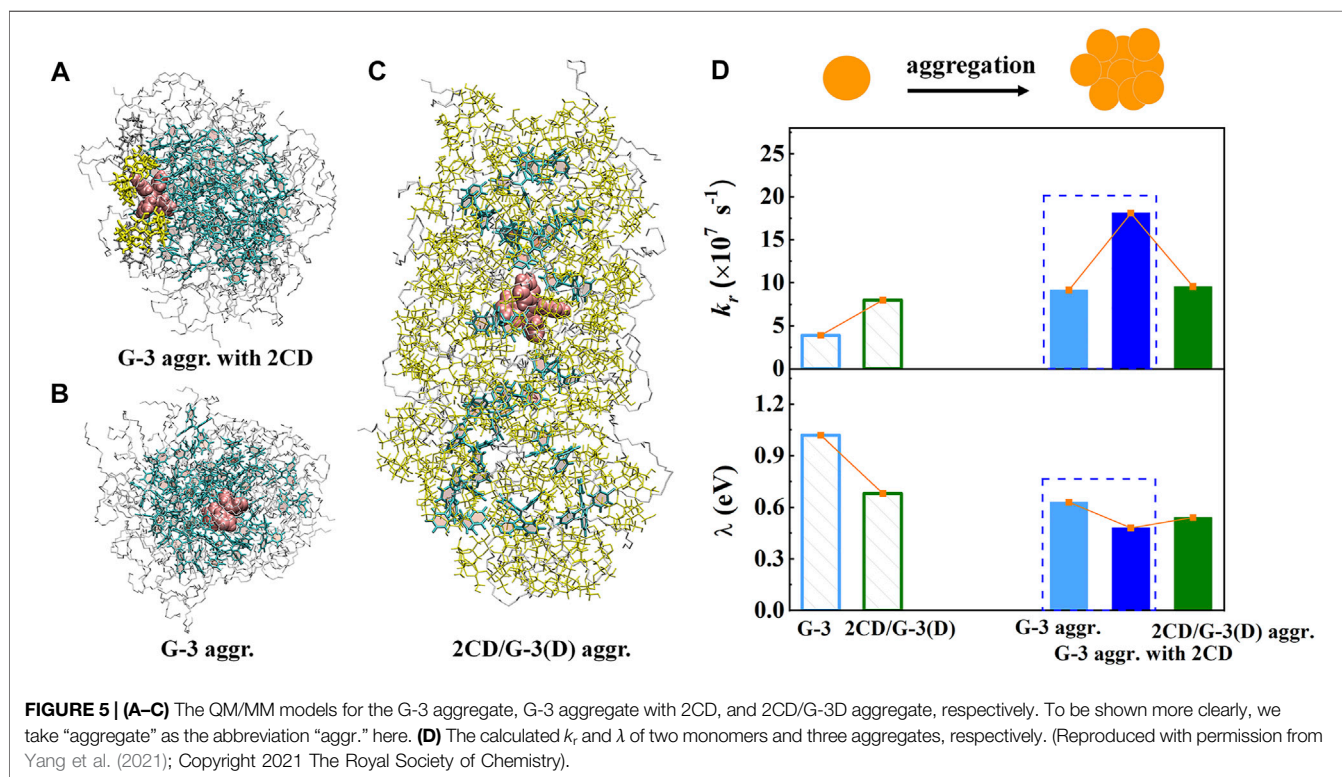 A
G-3 aggr. with 2CD
B
G-3 aggr.
C
2CD/G-3(D) aggr.
D
aggregation
25
20
15
10
5
0
kᵣ (×10⁷ s⁻¹)
1.2
0.9
0.6
0.3
0.0
λ (eV)
G-3 2CD/G-3(D) G-3 aggr. 2CD/G-3(D) aggr.
G-3 aggr. with 2CD
FIGURE 5 | (A–C) The QM/MM models for the G-3 aggregate, G-3 aggregate with 2CD, and 2CD/G-3D aggregate, respectively. To be shown more clearly, we
take “aggregate” as the abbreviation “aggr.” here. (D) The calculated kᵣ and λ of two monomers and three aggregates, respectively. (Reproduced with permission from
Yang et al. (2021); Copyright 2021 The Royal Society of Chemistry).